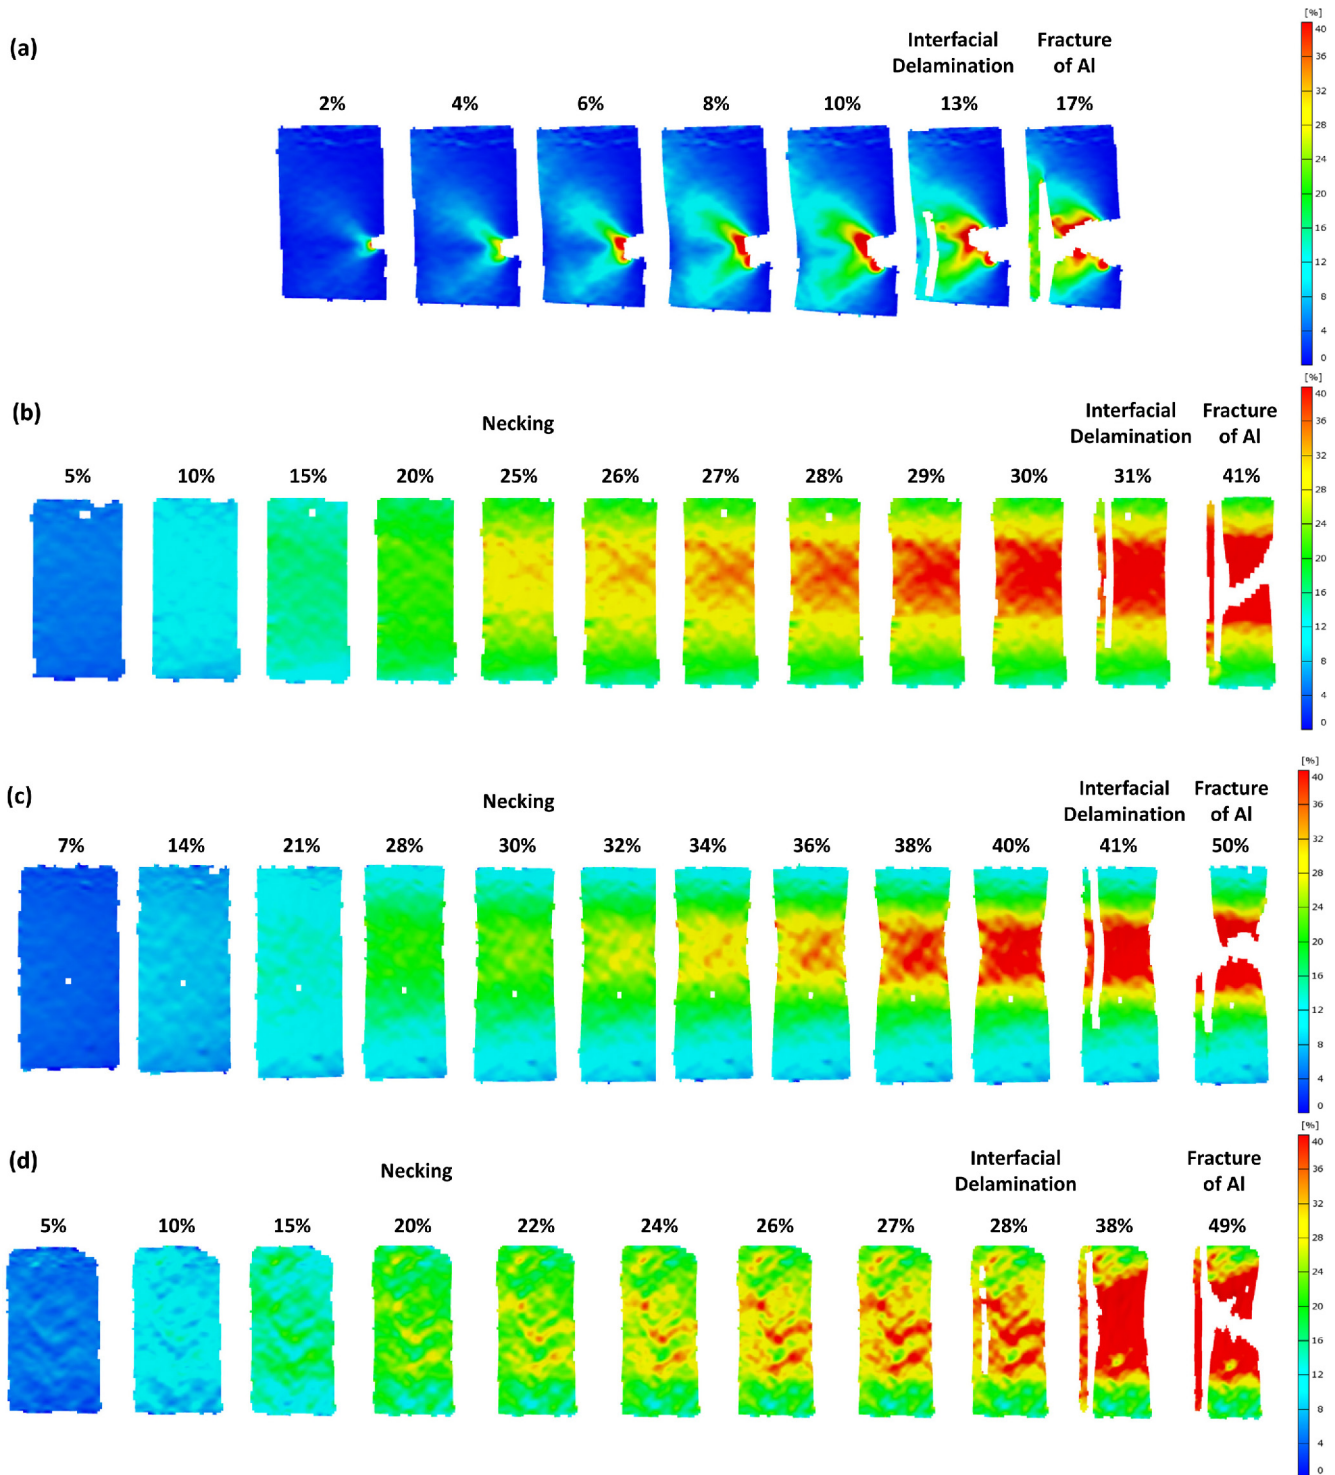 (a)
Interfacial Delamination
Fracture of Al
2% 4% 6% 8% 10% 13% 17%
[%]
40
36
32
28
24
20
16
12
8
4
0
(b)
Necking
Interfacial Delamination
Fracture of Al
5% 10% 15% 20% 25% 26% 27% 28% 29% 30% 31% 41%
[%]
40
36
32
28
24
20
16
12
8
4
0
(c)
Necking
Interfacial Delamination
Fracture of Al
7% 14% 21% 28% 30% 32% 34% 36% 38% 40% 41% 50%
[%]
40
36
32
28
24
20
16
12
8
4
0
(d)
Necking
Interfacial Delamination
Fracture of Al
5% 10% 15% 20% 22% 24% 26% 27% 28% 38% 49%
[%]
40
36
32
28
24
20
16
12
8
4
0